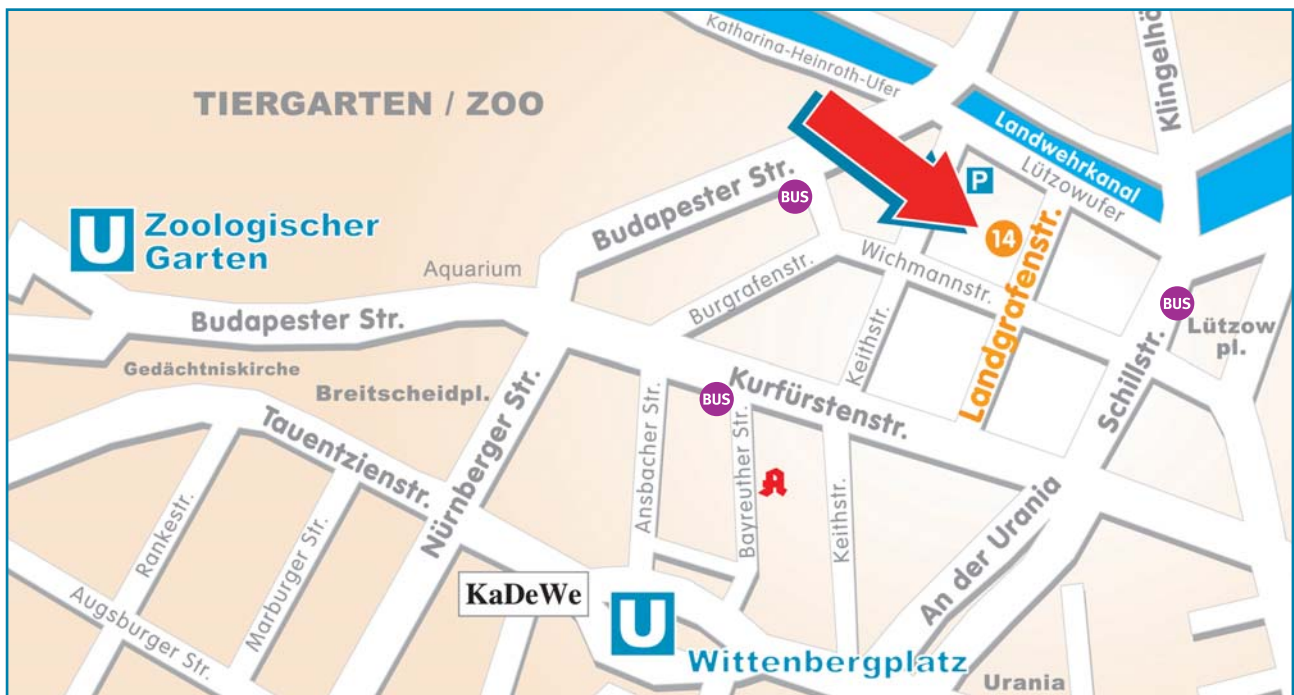 Katharina-Heinroth-Ufer
Klingelhö
TIERGARTEN / ZOO
Landwehrkanal
Lützowufer
P
BUS
Budapester Str.
U Zoologischer
Garten
14
Landgrafenstr.
Wichmannstr.
Aquarium
Burgrafenstr.
BUS
Lützow
pl.
Budapester Str.
Keithstr.
Schillstr.
Gedächtniskirche
Breitscheidpl.
BUS
Kurfürstenstr.
Tauentzienstr.
Nürnberger Str.
Ansbacher Str.
Bayreuther Str.
A
Keithstr.
An der Urania
Rankestr.
Marburger Str.
Augsburger Str.
KaDeWe
U
Wittenbergplatz
Urania